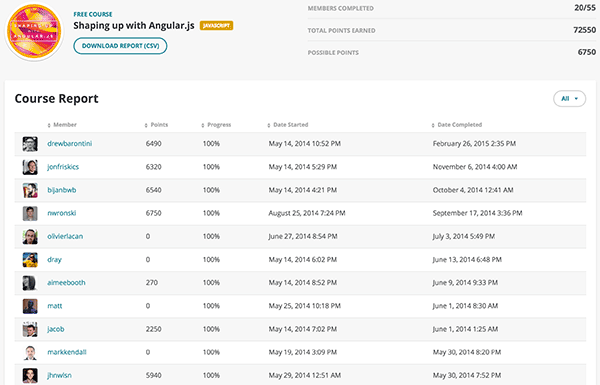 SHAPING UP
WITH
ANGULAR.JS
FREE COURSE
Shaping up with Angular.js JAVASCRIPT
DOWNLOAD REPORT (CSV)
MEMBERS COMPLETED 20/55
TOTAL POINTS EARNED 72550
POSSIBLE POINTS 6750
Course Report All
Member Points Progress Date Started Date Completed
drewbarontini 6490 100% May 14, 2014 10:52 PM February 26, 2015 2:35 PM
jonfriskics 6320 100% May 14, 2014 5:29 PM November 6, 2014 4:00 AM
bijanbwb 6540 100% May 14, 2014 4:21 PM October 4, 2014 12:41 AM
nwronski 6750 100% August 25, 2014 7:24 PM September 17, 2014 3:36 PM
olivierlacan 0 100% June 27, 2014 8:54 PM July 3, 2014 5:49 PM
dray 0 100% May 14, 2014 6:02 PM June 13, 2014 6:48 PM
aimeebooth 270 100% May 14, 2014 8:52 PM June 9, 2014 9:33 PM
matt 0 100% May 25, 2014 10:18 PM June 1, 2014 8:30 AM
jacob 2250 100% May 14, 2014 7:02 PM June 1, 2014 1:25 AM
markkendall 0 100% May 19, 2014 3:09 PM May 30, 2014 8:20 PM
jhnwlsn 5940 100% May 29, 2014 12:51 AM May 30, 2014 7:52 PM